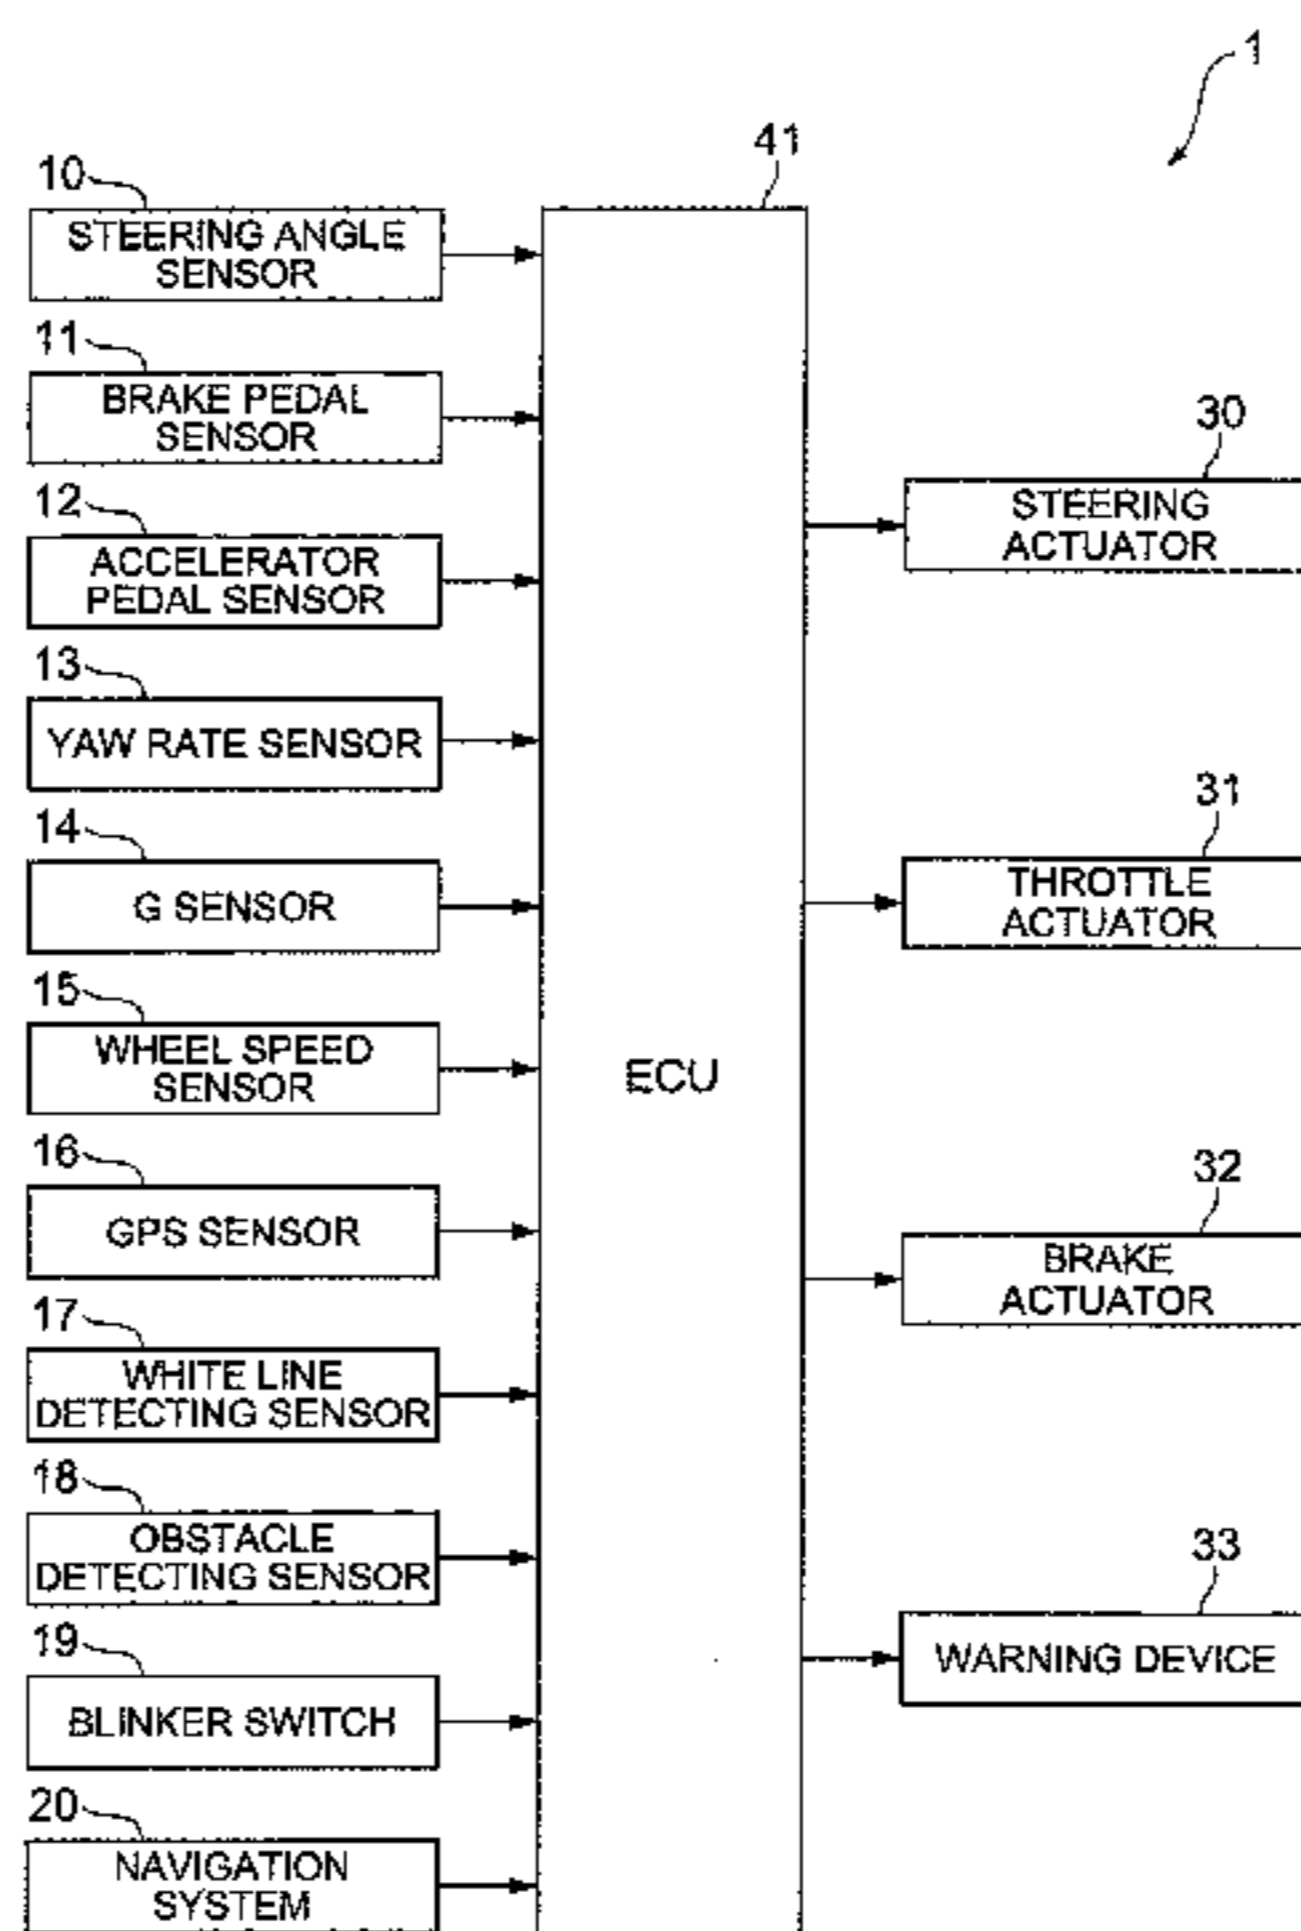 1
41
10
STEERING ANGLE
SENSOR
11
BRAKE PEDAL
SENSOR
12
ACCELERATOR
PEDAL SENSOR
13
YAW RATE SENSOR
14
G SENSOR
15
WHEEL SPEED
SENSOR
16
GPS SENSOR
17
WHITE LINE
DETECTING SENSOR
18
OBSTACLE
DETECTING SENSOR
19
BLINKER SWITCH
20
NAVIGATION
SYSTEM
ECU
30
STEERING
ACTUATOR
31
THROTTLE
ACTUATOR
32
BRAKE
ACTUATOR
33
WARNING DEVICE